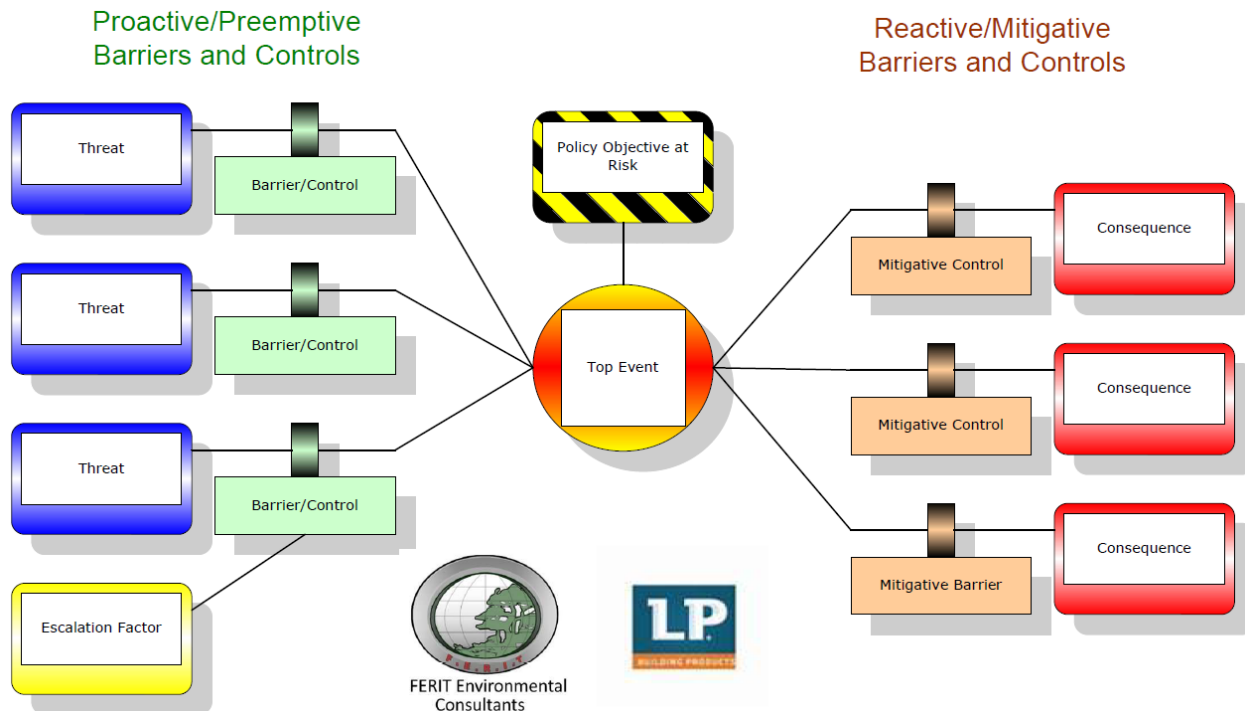 Proactive/Preemptive
Barriers and Controls
Reactive/Mitigative
Barriers and Controls
Threat
Barrier/Control
Policy Objective at
Risk
Mitigative Control
Consequence
Threat
Barrier/Control
Top Event
Mitigative Control
Consequence
Threat
Barrier/Control
Mitigative Barrier
Consequence
Escalation Factor
F.E.R.I.T
FERIT Environmental
Consultants
LP
BUILDING PRODUCTS